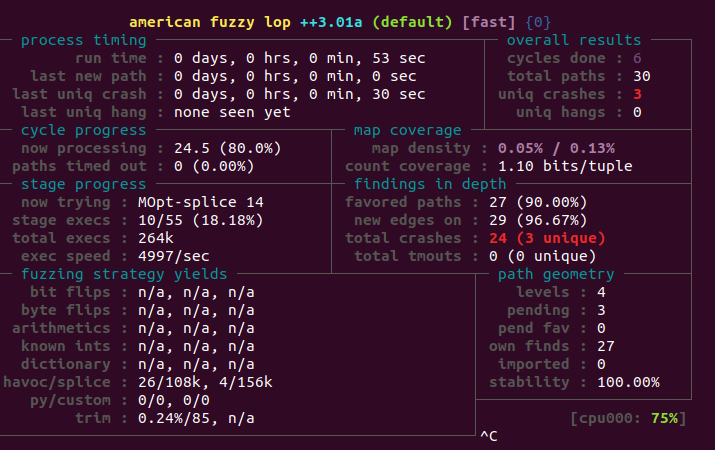 american fuzzy lop ++3.01a (default) [fast] {0}
process timing overall results
run time : 0 days, 0 hrs, 0 min, 53 sec cycles done : 6
last new path : 0 days, 0 hrs, 0 min, 0 sec total paths : 30
last uniq crash : 0 days, 0 hrs, 0 min, 30 sec uniq crashes : 3
last uniq hang : none seen yet uniq hangs : 0
cycle progress map coverage
now processing : 24.5 (80.0%) map density : 0.05% / 0.13%
paths timed out : 0 (0.00%) count coverage : 1.10 bits/tuple
stage progress findings in depth
now trying : MOpt-splice 14 favored paths : 27 (90.00%)
stage execs : 10/55 (18.18%) new edges on : 29 (96.67%)
total execs : 264k total crashes : 24 (3 unique)
exec speed : 4997/sec total tmouts : 0 (0 unique)
fuzzing strategy yields path geometry
bit flips : n/a, n/a, n/a levels : 4
byte flips : n/a, n/a, n/a pending : 3
arithmetics : n/a, n/a, n/a pend fav : 0
known ints : n/a, n/a, n/a own finds : 27
dictionary : n/a, n/a, n/a imported : 0
havoc/splice : 26/108k, 4/156k stability : 100.00%
py/custom : 0/0, 0/0
trim : 0.24%/85, n/a [cpu000: 75%]
^C